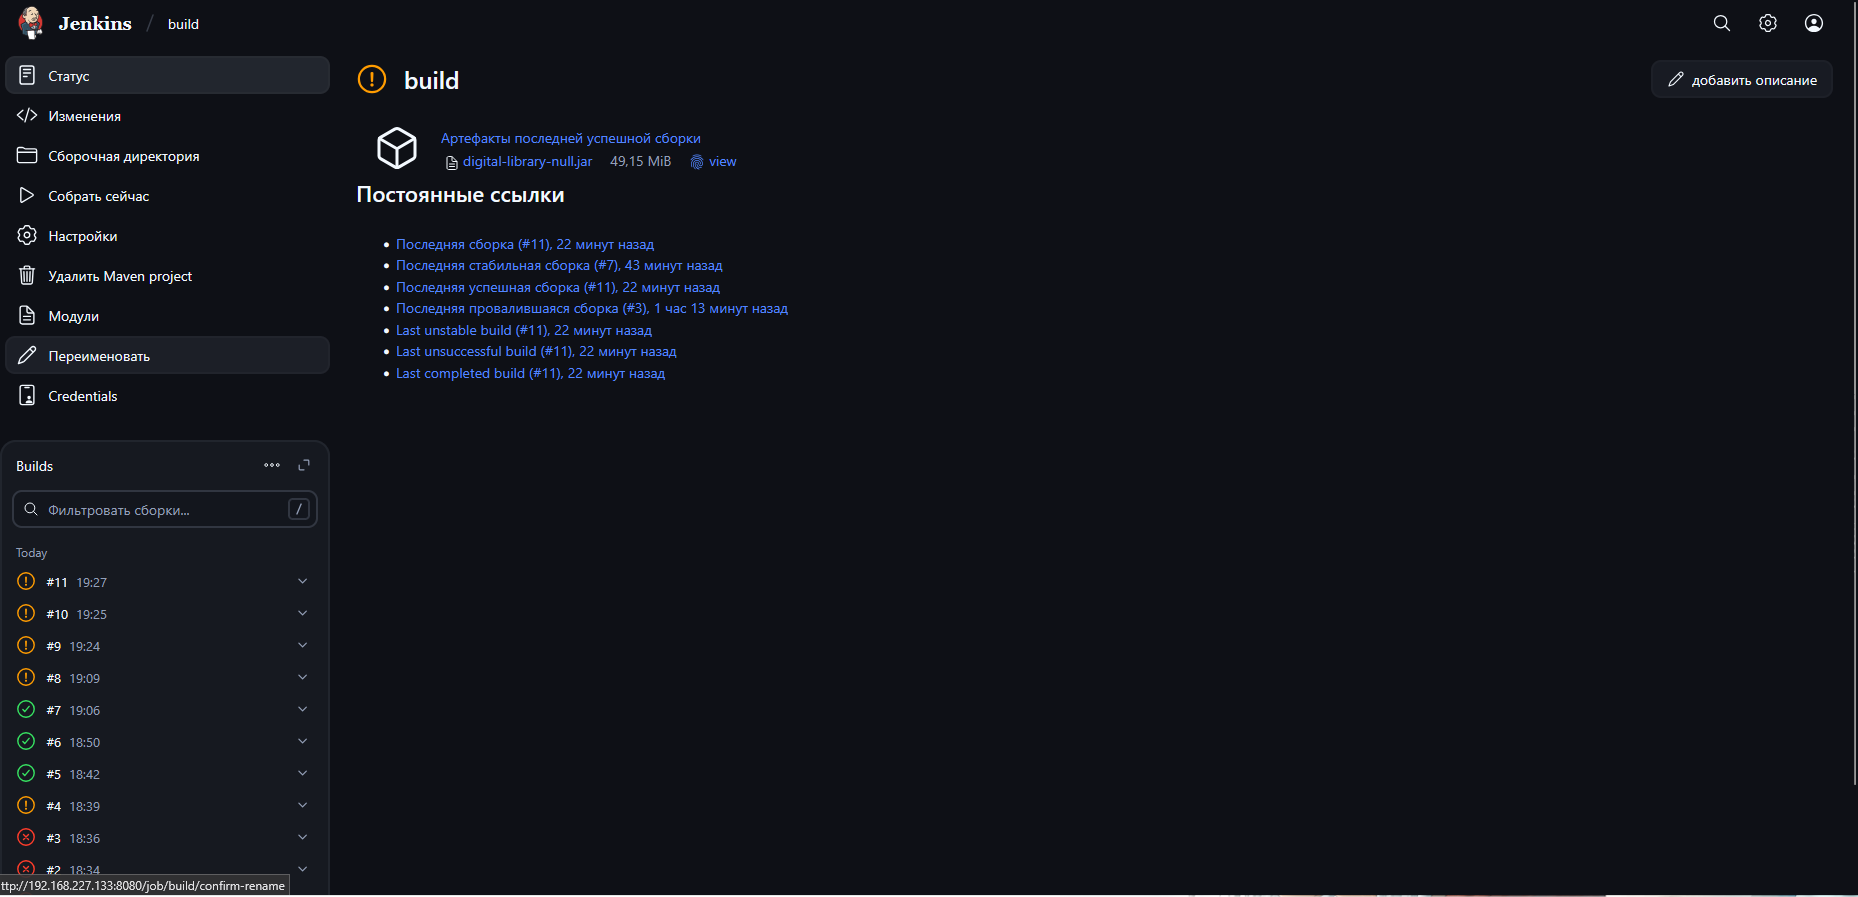 Jenkins / build
Статус
Изменения
Сборочная директория
Собрать сейчас
Настройки
Удалить Maven project
Модули
Переименовать
Credentials
Builds
Фильтровать сборки...
/
Today
#11 19:27
#10 19:25
#9 19:24
#8 19:09
#7 19:06
#6 18:50
#5 18:42
#4 18:39
#3 18:36
#2 18:34
ttp://192.168.227.133:8080/job/build/confirm-rename
build
добавить описание
Артефакты последней успешной сборки
digital-library-null.jar 49,15 MiB view
Постоянные ссылки
Последняя сборка (#11), 22 минут назад
Последняя стабильная сборка (#7), 43 минут назад
Последняя успешная сборка (#11), 22 минут назад
Последняя провалившаяся сборка (#3), 1 час 13 минут назад
Last unstable build (#11), 22 минут назад
Last unsuccessful build (#11), 22 минут назад
Last completed build (#11), 22 минут назад